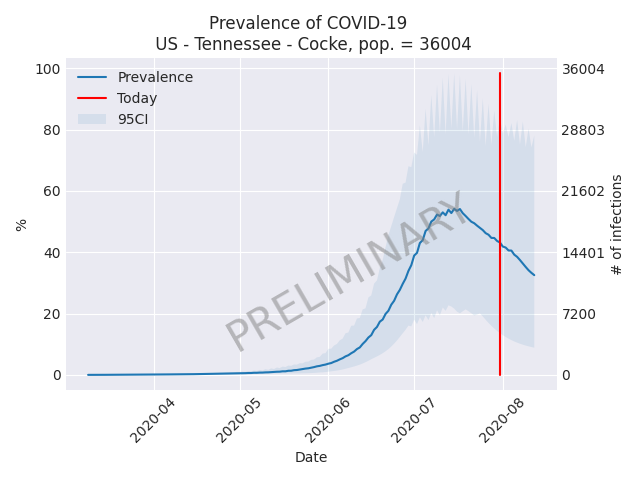 Prevalence of COVID-19
US - Tennessee - Cocke, pop. = 36004
Prevalence
Today
95CI
100
80
60
40
20
0
%
36004
28803
21602
14401
7200
0
# of infections
PRELIMINARY
2020-04
2020-05
2020-06
2020-07
2020-08
Date